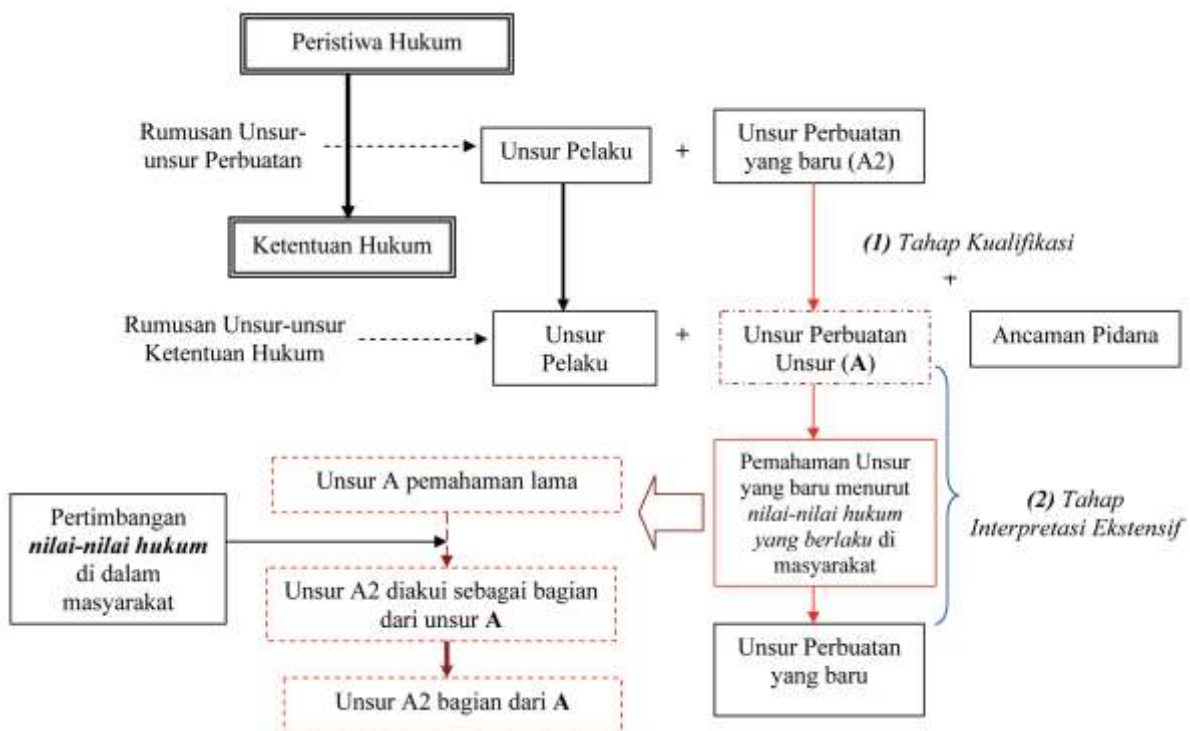 Peristiwa Hukum
Rumusan Unsur-
unsur Perbuatan
Unsur Pelaku
+
Unsur Perbuatan
yang baru (A2)
Ketentuan Hukum
(1) Tahap Kualifikasi
+
Rumusan Unsur-unsur
Ketentuan Hukum
Unsur
Pelaku
+
Unsur Perbuatan
Unsur (A)
Ancaman Pidana
Unsur A pemahaman lama
Pemahaman Unsur
yang baru menurut
nilai-nilai hukum
yang berlaku di
masyarakat
(2) Tahap
Interpretasi Ekstensif
Pertimbangan
nilai-nilai hukum
di dalam
masyarakat
Unsur A2 diakui sebagai bagian
dari unsur A
Unsur Perbuatan
yang baru
Unsur A2 bagian dari A